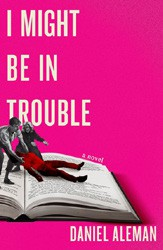 I MIGHT
BE IN
TROUBLE
a novel
DANIEL ALEMAN